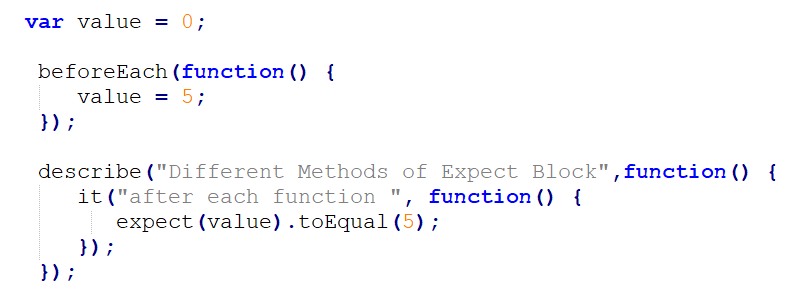 var value = 0;
beforeEach(function() {
value = 5;
});
describe("Different Methods of Expect Block",function() {
it("after each function ", function() {
expect(value).toEqual(5);
});
});